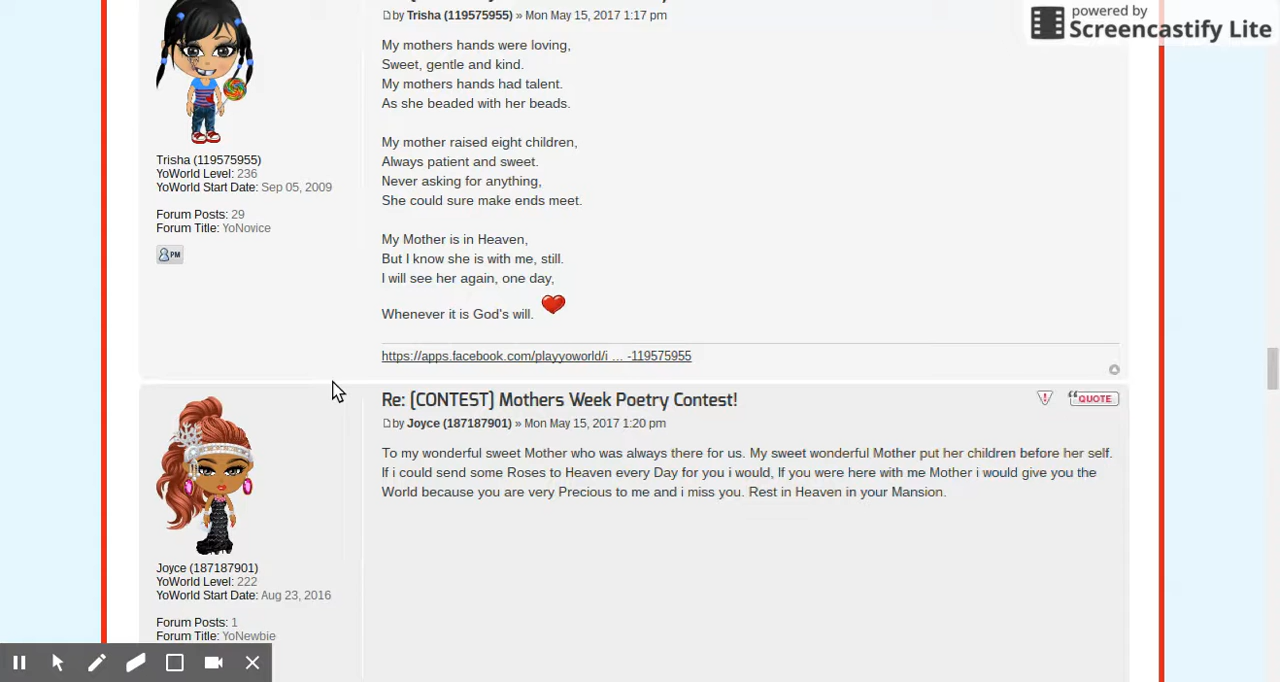 powered by
Screencastify Lite
by Trisha (119575955) » Mon May 15, 2017 1:17 pm
My mothers hands were loving,
Sweet, gentle and kind.
My mothers hands had talent.
As she beaded with her beads.
My mother raised eight children,
Always patient and sweet.
Never asking for anything,
She could sure make ends meet.
My Mother is in Heaven,
But I know she is with me, still.
I will see her again, one day,
Whenever it is God's will.
https://apps.facebook.com/playyoworld/i ... -119575955
Trisha (119575955)
YoWorld Level: 236
YoWorld Start Date: Sep 05, 2009
Forum Posts: 29
Forum Title: YoNovice
PM
Re: [CONTEST] Mothers Week Poetry Contest!
QUOTE
by Joyce (187187901) » Mon May 15, 2017 1:20 pm
To my wonderful sweet Mother who was always there for us. My sweet wonderful Mother put her children before her self.
If i could send some Roses to Heaven every Day for you i would, If you were here with me Mother i would give you the
World because you are very Precious to me and i miss you. Rest in Heaven in your Mansion.
Joyce (187187901)
YoWorld Level: 222
YoWorld Start Date: Aug 23, 2016
Forum Posts: 1
Forum Title: YoNewbie